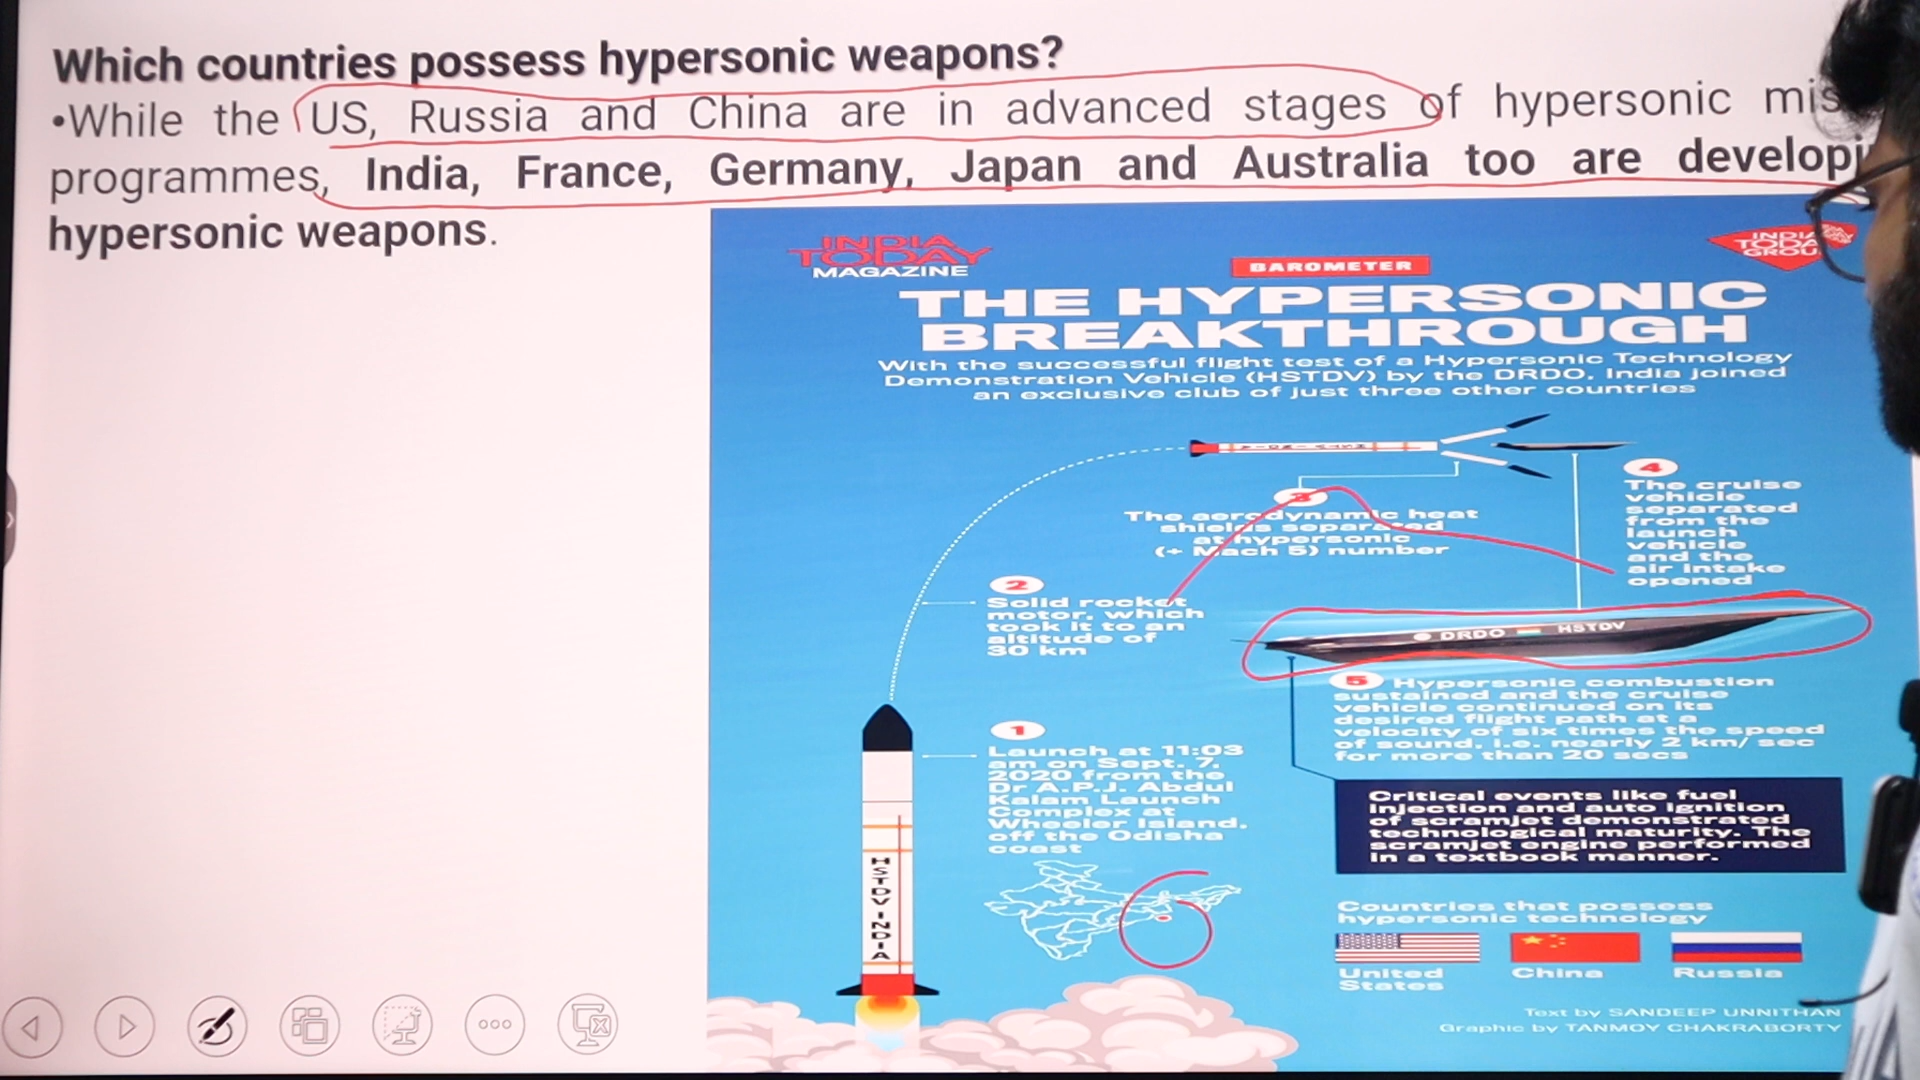 Which countries possess hypersonic weapons?
•While the US, Russia and China are in advanced stages of hypersonic
programmes, India, France, Germany, Japan and Australia too are
hypersonic weapons.
INDIA
TODAY
MAGAZINE
BAROMETER
INDIA
TODAY
GROU
THE HYPERSONIC
BREAKTHROUGH
With the successful flight test of a Hypersonic Technology
Demonstration Vehicle (HSTDV) by the DRDO, India joined
an exclusive club of just three other countries
3
The aerodynamic heat
shields separated
at hypersonic
(+ Mach 5) number
4
The cruise
vehicle
separated
from the
launch
vehicle
and the
air intake
opened
2
Solid rocket
motor, which
took it to an
altitude of
30 km
DRDO HSTDV
5 Hypersonic combustion
sustained and the cruise
vehicle continued on its
desired flight path at a
velocity of six times the speed
of sound, i.e. nearly 2 km/ sec
for more than 20 secs
1
Launch at 11:03
am on Sept. 7,
2020 from the
Dr A.P.J. Abdul
Kalam Launch
Complex at
Wheeler Island,
off the Odisha
coast
HSTDV INDIA
Critical events like fuel
injection and auto ignition
of scramjet demonstrated
technological maturity. The
scramjet engine performed
in a textbook manner.
Countries that possess
hypersonic technology
United
States
China
Russia
Text by SANDEEP UNNITHAN
Graphic by TANMOY CHAKRABORTY